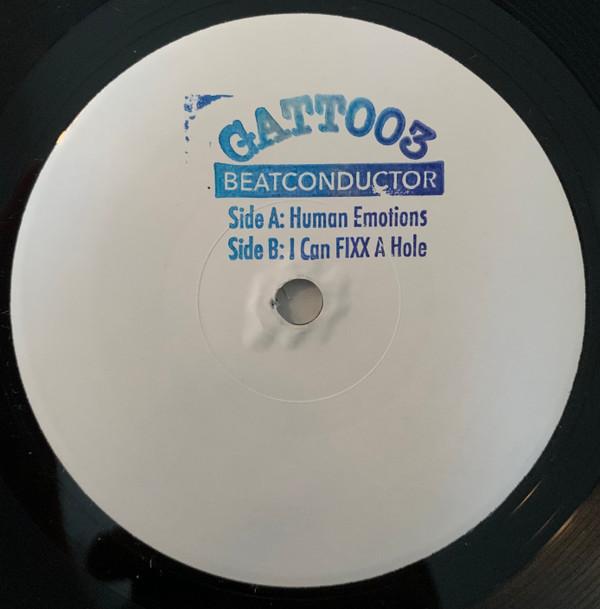 GATT003
BEATCONDUCTOR
Side A: Human Emotions
Side B: I Can FIXX A Hole